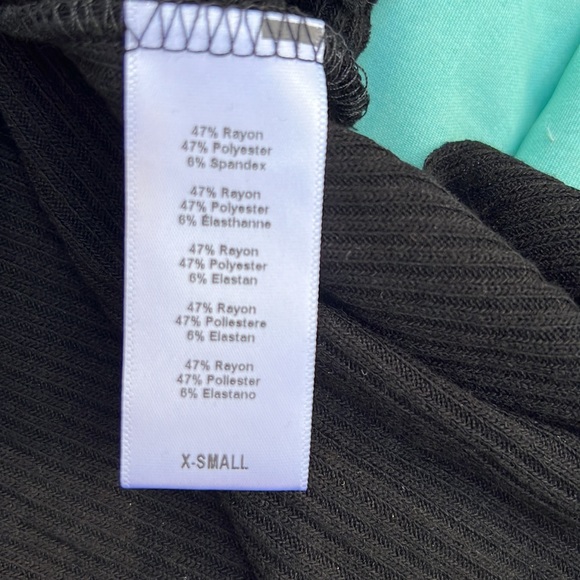 47% Rayon
47% Polyester
6% Spandex
47% Rayon
47% Polyester
6% Élasthanne
47% Rayon
47% Polyester
6% Elastan
47% Rayon
47% Poliestere
6% Elastan
47% Rayon
47% Poliester
6% Elastano
X-SMALL